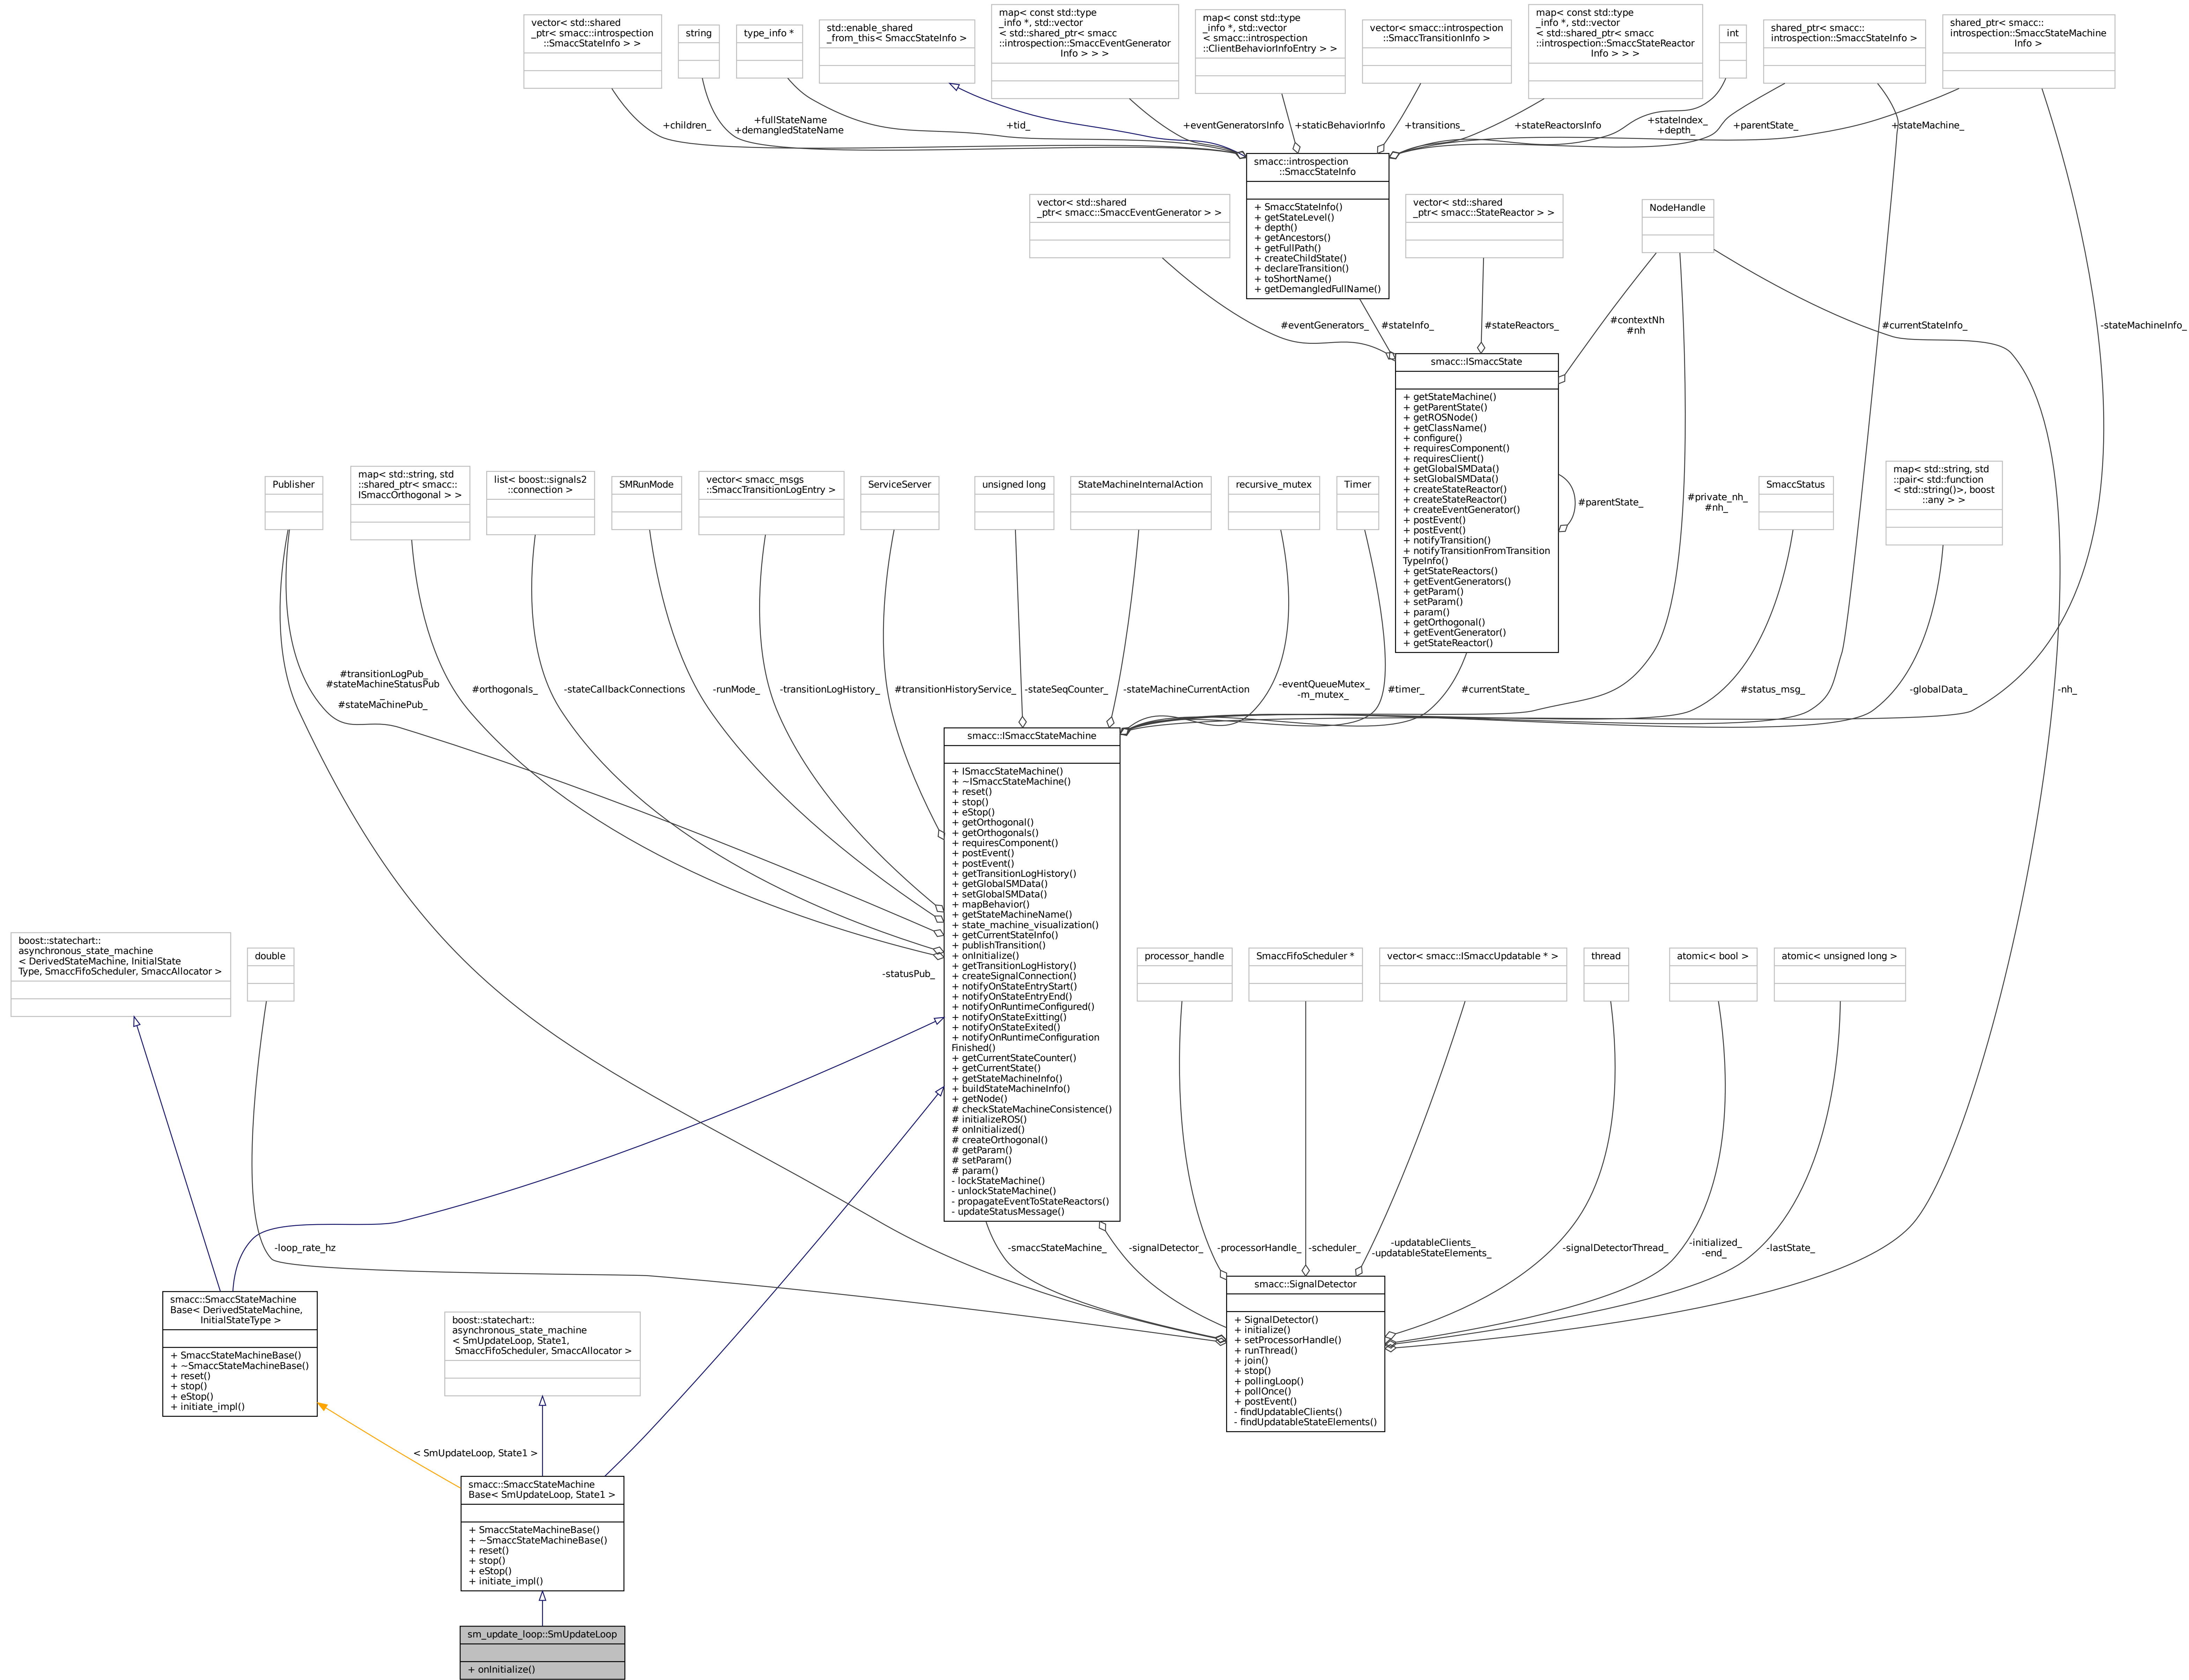 vector< std::shared
_ptr< smacc::introspection
::SmaccStateInfo > >
string
type_info *
std::enable_shared
_from_this< SmaccStateInfo >
map< const std::type
_info *, std::vector
< std::shared_ptr< smacc
::introspection::SmaccEventGenerator
Info > > >
map< const std::type
_info *, std::vector
< smacc::introspection
::ClientBehaviorInfoEntry > >
vector< smacc::introspection
::SmaccTransitionInfo >
map< const std::type
_info *, std::vector
< std::shared_ptr< smacc
::introspection::SmaccStateReactor
Info > > >
int
shared_ptr< smacc::
introspection::SmaccStateInfo >
shared_ptr< smacc::
introspection::SmaccStateMachine
Info >
+children_
+fullStateName
+demangledStateName
+tid_
+eventGeneratorsInfo
+staticBehaviorInfo
+transitions_
+stateReactorsInfo
+stateIndex_
+depth_
+parentState_
+stateMachine_
smacc::introspection
::SmaccStateInfo
+ SmaccStateInfo()
+ getStateLevel()
+ depth()
+ getAncestors()
+ getFullPath()
+ createChildState()
+ declareTransition()
+ toShortName()
+ getDemangledFullName()
vector< std::shared
_ptr< smacc::SmaccEventGenerator > >
vector< std::shared
_ptr< smacc::StateReactor > >
NodeHandle
#eventGenerators_
#stateInfo_
#stateReactors_
#contextNh
#nh
#currentStateInfo_
-stateMachineInfo_
smacc::ISmaccState
+ getStateMachine()
+ getParentState()
+ getROSNode()
+ getClassName()
+ configure()
+ requiresComponent()
+ requiresClient()
+ getGlobalSMData()
+ setGlobalSMData()
+ createStateReactor()
+ createStateReactor()
+ createEventGenerator()
+ postEvent()
+ postEvent()
+ notifyTransition()
+ notifyTransitionFromTransition
TypeInfo()
+ getStateReactors()
+ getEventGenerators()
+ getParam()
+ setParam()
+ param()
+ getOrthogonal()
+ getEventGenerator()
+ getStateReactor()
#parentState_
#private_nh_
#nh_
Publisher
map< std::string, std
::shared_ptr< smacc::
ISmaccOrthogonal > >
list< boost::signals2
::connection >
SMRunMode
vector< smacc_msgs
::SmaccTransitionLogEntry >
ServiceServer
unsigned long
StateMachineInternalAction
recursive_mutex
Timer
SmaccStatus
map< std::string, std
::pair< std::function
< std::string()>, boost
::any > >
#transitionLogPub_
#stateMachineStatusPub
_
#stateMachinePub_
#orthogonals_
-stateCallbackConnections
-runMode_
-transitionLogHistory_
#transitionHistoryService_
-stateSeqCounter_
-stateMachineCurrentAction
-eventQueueMutex_
-m_mutex_
#timer_
#currentState_
#status_msg_
-globalData_
-nh_
smacc::ISmaccStateMachine
+ ISmaccStateMachine()
+ ~ISmaccStateMachine()
+ reset()
+ stop()
+ eStop()
+ getOrthogonal()
+ getOrthogonals()
+ requiresComponent()
+ postEvent()
+ postEvent()
+ getTransitionLogHistory()
+ getGlobalSMData()
+ setGlobalSMData()
+ mapBehavior()
+ getStateMachineName()
+ state_machine_visualization()
+ getCurrentStateInfo()
+ publishTransition()
+ onInitialize()
+ getTransitionLogHistory()
+ createSignalConnection()
+ notifyOnStateEntryStart()
+ notifyOnStateEntryEnd()
+ notifyOnRuntimeConfigured()
+ notifyOnStateExitting()
+ notifyOnStateExited()
+ notifyOnRuntimeConfiguration
Finished()
+ getCurrentStateCounter()
+ getCurrentState()
+ getStateMachineInfo()
+ buildStateMachineInfo()
+ getNode()
# checkStateMachineConsistence()
# initializeROS()
# onInitialized()
# createOrthogonal()
# getParam()
# setParam()
# param()
- lockStateMachine()
- unlockStateMachine()
- propagateEventToStateReactors()
- updateStatusMessage()
boost::statechart::
asynchronous_state_machine
< DerivedStateMachine, InitialState
Type, SmaccFifoScheduler, SmaccAllocator >
double
-statusPub_
processor_handle
SmaccFifoScheduler *
vector< smacc::ISmaccUpdatable * >
thread
atomic< bool >
atomic< unsigned long >
-loop_rate_hz
-smaccStateMachine_
-signalDetector_
-processorHandle_
-scheduler_
-updatableClients_
-updatableStateElements_
-signalDetectorThread_
-initialized_
-end_
-lastState_
smacc::SmaccStateMachine
Base< DerivedStateMachine,
InitialStateType >
+ SmaccStateMachineBase()
+ ~SmaccStateMachineBase()
+ reset()
+ stop()
+ eStop()
+ initiate_impl()
boost::statechart::
asynchronous_state_machine
< SmUpdateLoop, State1,
SmaccFifoScheduler, SmaccAllocator >
smacc::SignalDetector
+ SignalDetector()
+ initialize()
+ setProcessorHandle()
+ runThread()
+ join()
+ stop()
+ pollingLoop()
+ pollOnce()
+ postEvent()
- findUpdatableClients()
- findUpdatableStateElements()
< SmUpdateLoop, State1 >
smacc::SmaccStateMachine
Base< SmUpdateLoop, State1 >
+ SmaccStateMachineBase()
+ ~SmaccStateMachineBase()
+ reset()
+ stop()
+ eStop()
+ initiate_impl()
sm_update_loop::SmUpdateLoop
+ onInitialize()